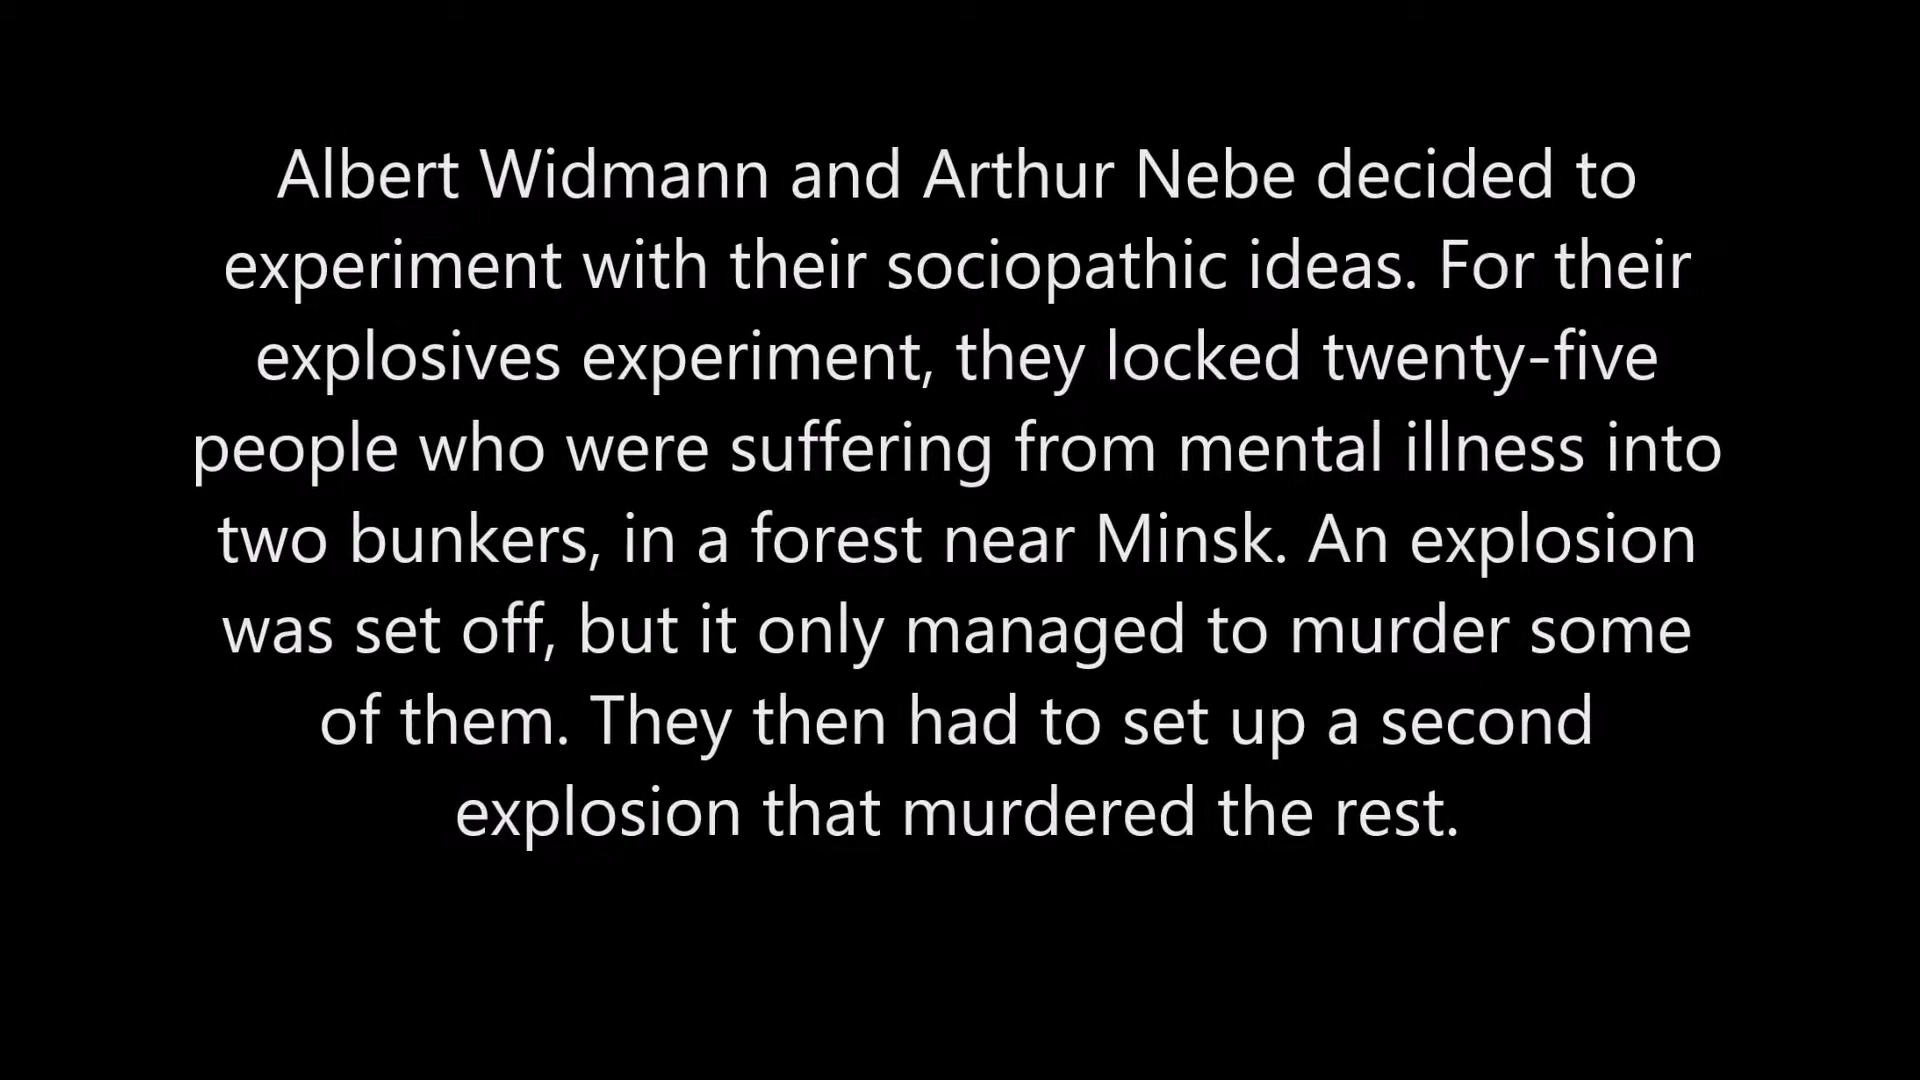 Albert Widmann and Arthur Nebe decided to
experiment with their sociopathic ideas. For their
explosives experiment, they locked twenty-five
people who were suffering from mental illness into
two bunkers, in a forest near Minsk. An explosion
was set off, but it only managed to murder some
of them. They then had to set up a second
explosion that murdered the rest.